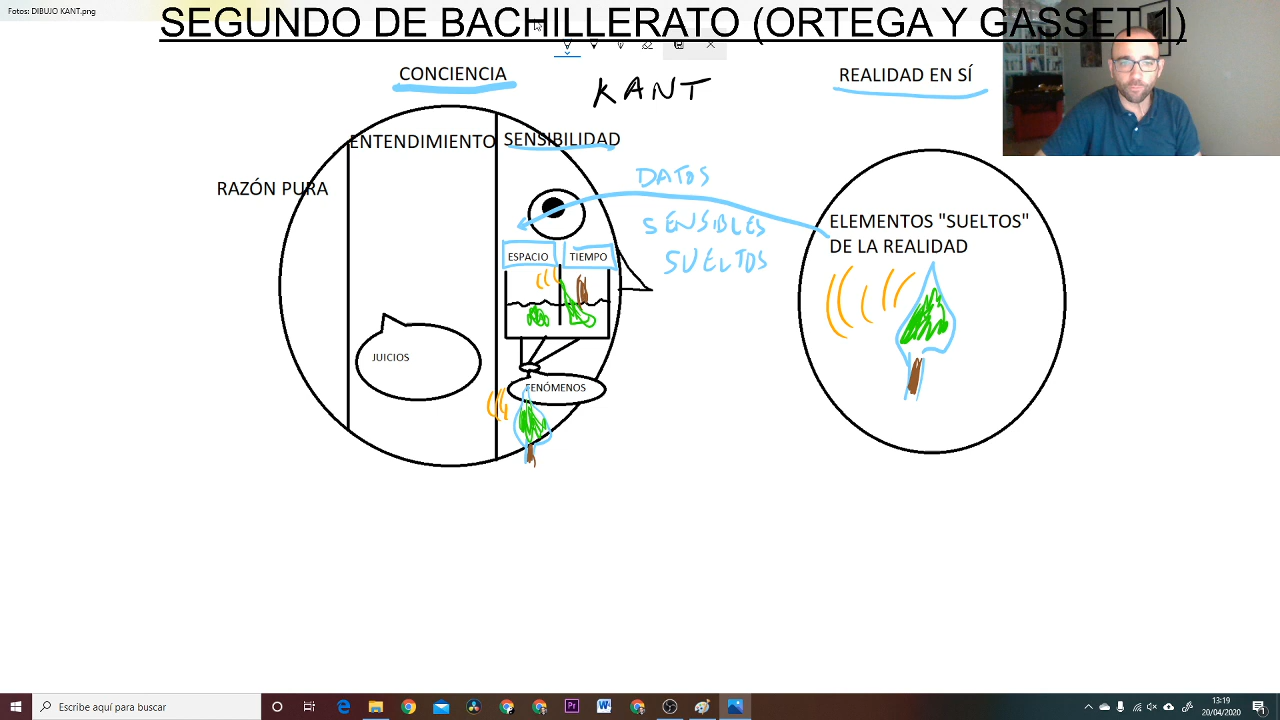 Fotos: DIBUJO KANT.png
SEGUNDO DE BACHILLERATO (ORTEGA Y GASSET 1)
CONCIENCIA
KANT
REALIDAD EN SÍ
ENTENDIMIENTO
SENSIBILIDAD
RAZÓN PURA
DATOS
SENSIBLES
SUELTOS
ELEMENTOS "SUELTOS"
DE LA REALIDAD
ESPACIO
TIEMPO
JUICIOS
FENÓMENOS
Escribe aquí para buscar
13:19
20/04/2020